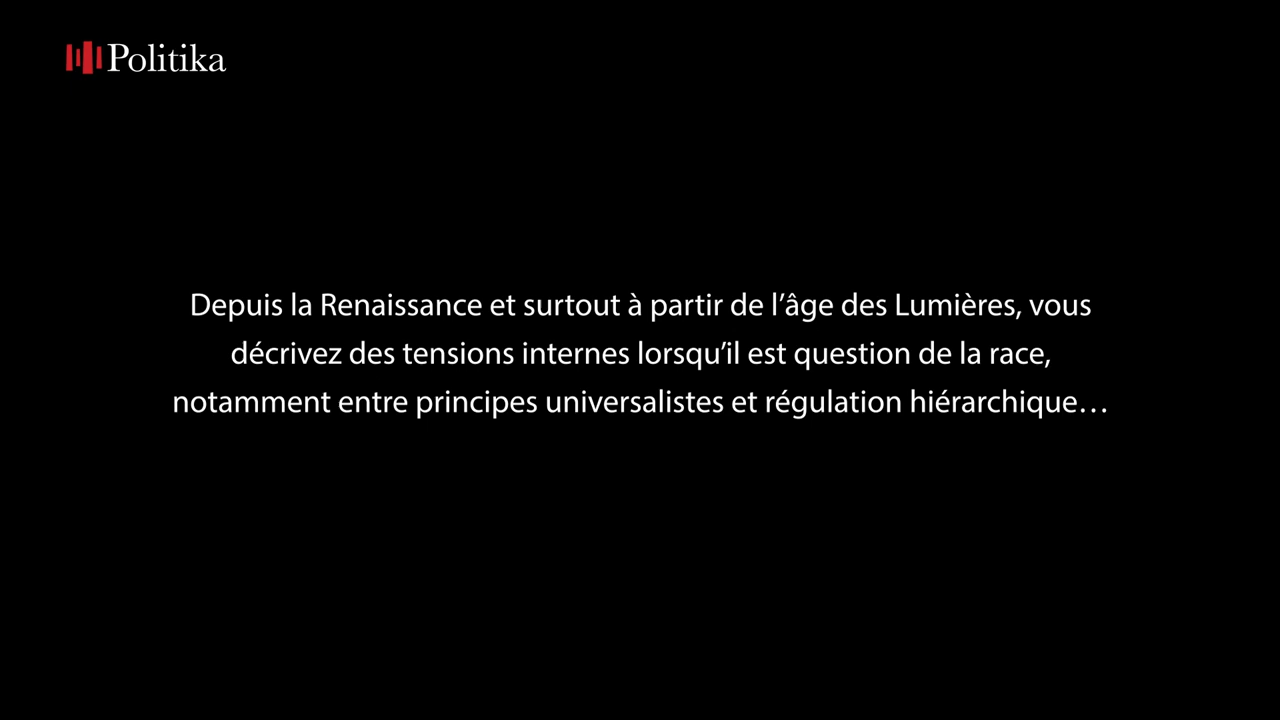 Politika
Depuis la Renaissance et surtout à partir de l’âge des Lumières, vous
décrivez des tensions internes lorsqu’il est question de la race,
notamment entre principes universalistes et régulation hiérarchique…